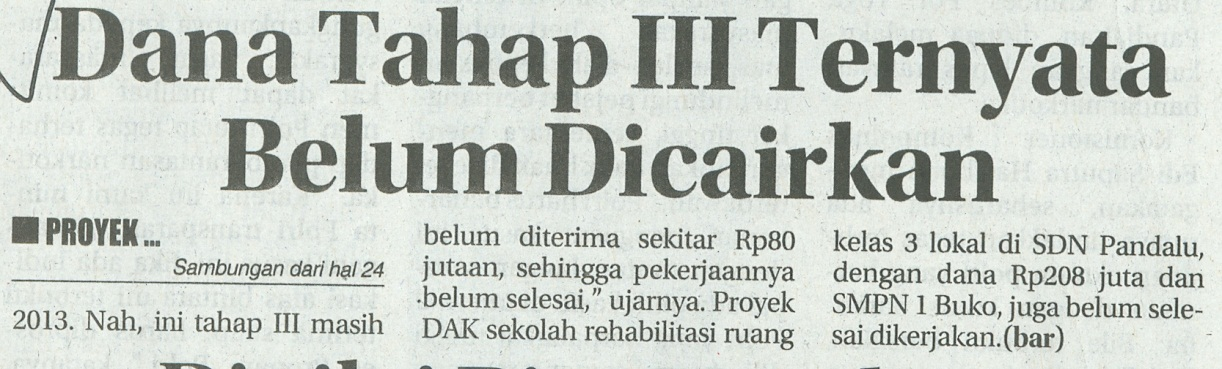 Dana Tahap III Ternyata
Belum Dicairkan
PROYEK...
Sambungan dari hal 24
2013. Nah, ini tahap III masih
belum diterima sekitar Rp80
jutaan, sehingga pekerjaannya
belum selesai,” ujarnya. Proyek
DAK sekolah rehabilitasi ruang
kelas 3 lokal di SDN Pandalu,
dengan dana Rp208 juta dan
SMPN 1 Buko, juga belum sele-
sai dikerjakan.(bar)